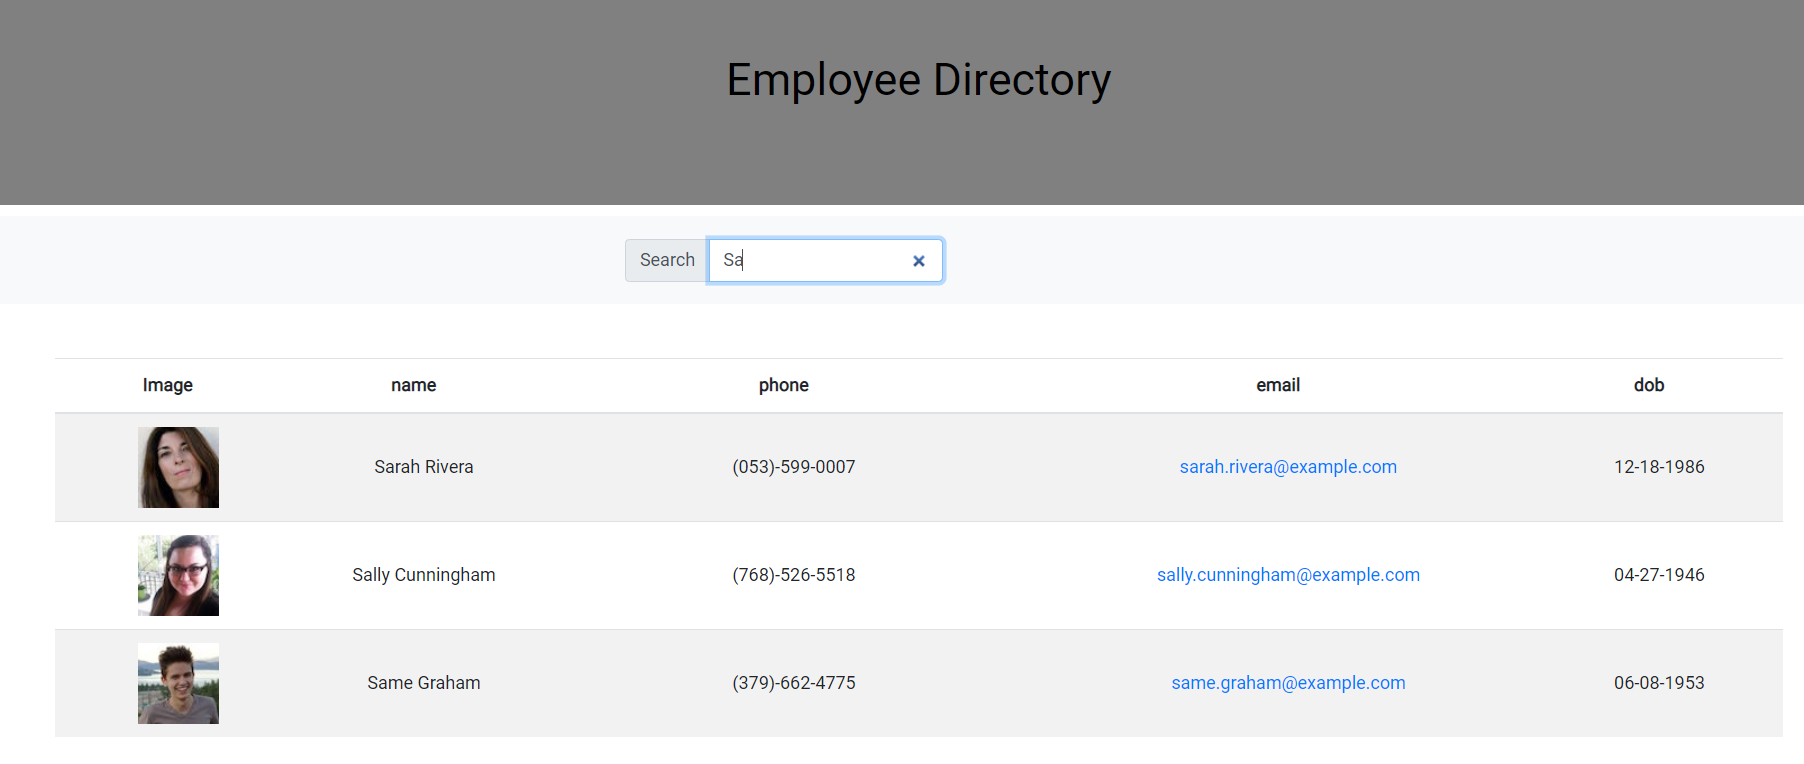 Employee Directory
Search Sa
Image name phone email dob
Sarah Rivera (053)-599-0007 sarah.rivera@example.com 12-18-1986
Sally Cunningham (768)-526-5518 sally.cunningham@example.com 04-27-1946
Same Graham (379)-662-4775 same.graham@example.com 06-08-1953